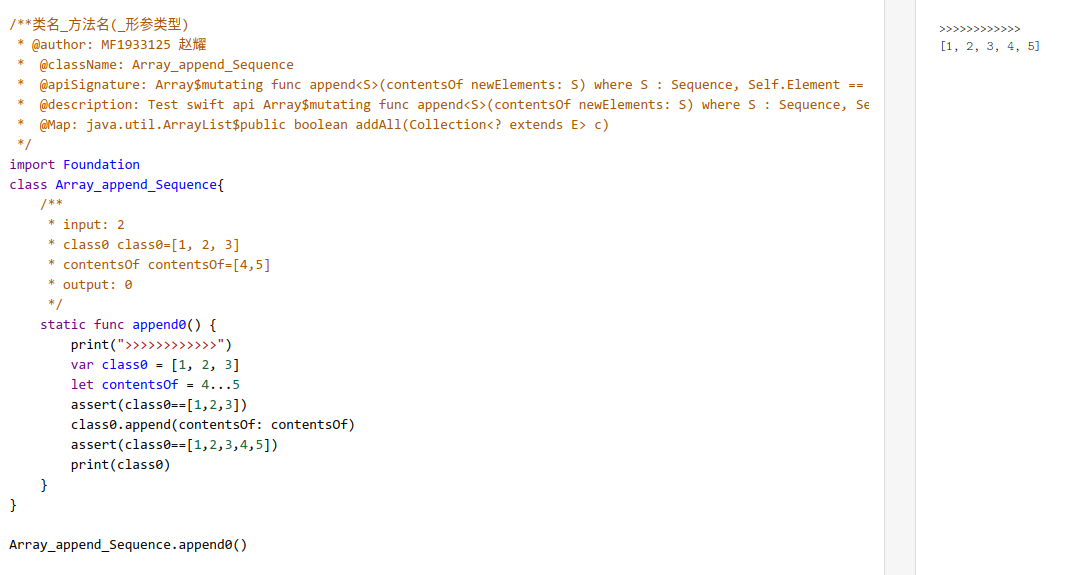 /**类名_方法名(_形参类型)
 * @author: MF1933125 赵耀
 *  @className: Array_append_Sequence
 *  @apiSignature: Array$mutating func append<S>(contentsOf newElements: S) where S : Sequence, Self.Element ==
 *  @description: Test swift api Array$mutating func append<S>(contentsOf newElements: S) where S : Sequence, Se
 *  @Map: java.util.ArrayList$public boolean addAll(Collection<? extends E> c)
 */
import Foundation
class Array_append_Sequence{
    /**
     * input: 2
     * class0 class0=[1, 2, 3]
     * contentsOf contentsOf=[4,5]
     * output: 0
     */
    static func append0() {
        print(">>>>>>>>>>>>")
        var class0 = [1, 2, 3]
        let contentsOf = 4...5
        assert(class0==[1,2,3])
        class0.append(contentsOf: contentsOf)
        assert(class0==[1,2,3,4,5])
        print(class0)
    }
}
Array_append_Sequence.append0()
>>>>>>>>>>>>
[1, 2, 3, 4, 5]